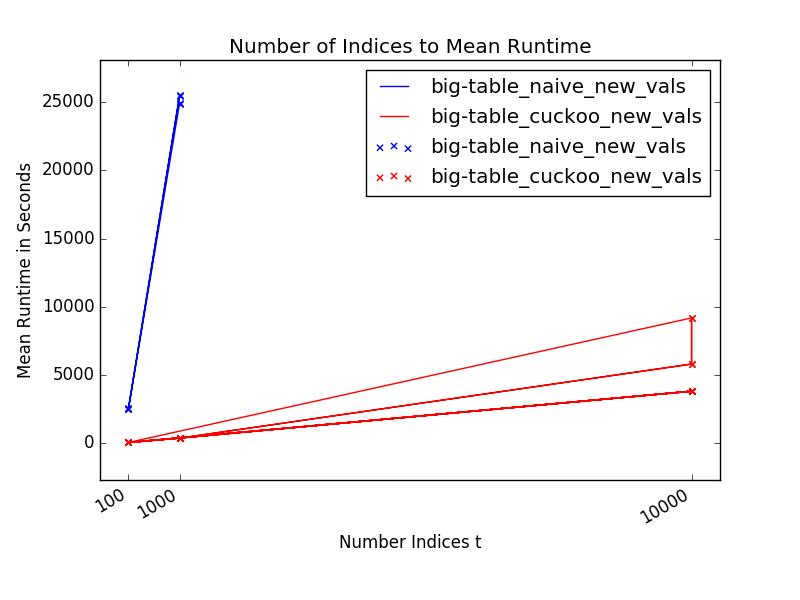 Number of Indices to Mean Runtime
big-table_naive_new_vals
big-table_cuckoo_new_vals
big-table_naive_new_vals
big-table_cuckoo_new_vals
Mean Runtime in Seconds
25000
20000
15000
10000
5000
0
100
1000
10000
Number Indices t